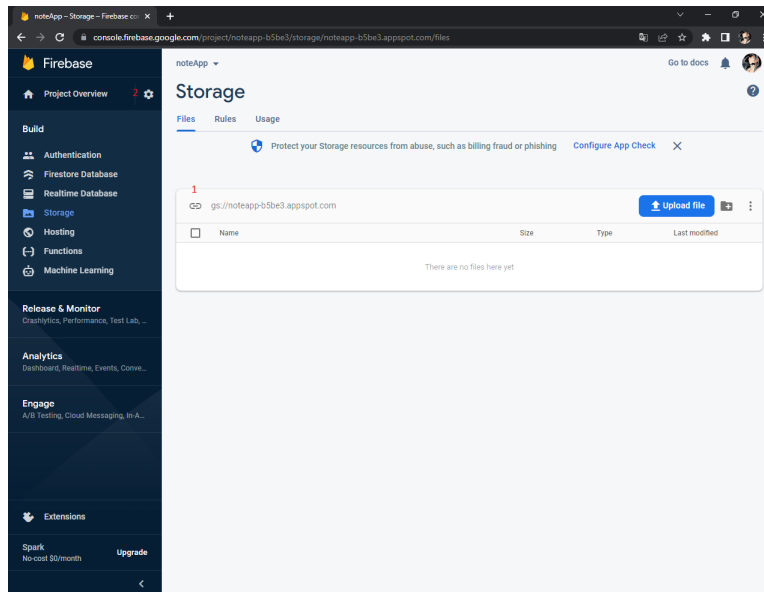 noteApp – Storage – Firebase co
console.firebase.google.com/project/noteapp-b5be3/storage/noteapp-b5be3.appspot.com/files
Firebase
noteApp
Go to docs
Project Overview
2
Storage
Files Rules Usage
Build
Protect your Storage resources from abuse, such as billing fraud or phishing Configure App Check
Authentication
Firestore Database
Realtime Database
Storage
Hosting
Functions
Machine Learning
1
gs://noteapp-b5be3.appspot.com
Upload file
Name Size Type Last modified
There are no files here yet
Release & Monitor
Crashlytics, Performance, Test Lab, ...
Analytics
Dashboard, Realtime, Events, Conve...
Engage
A/B Testing, Cloud Messaging, In-A...
Extensions
Spark
No-cost $0/month
Upgrade